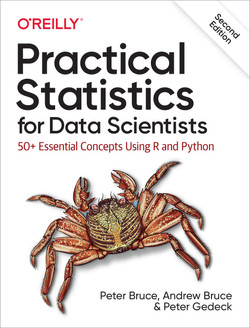 O'REILLY®
Second
Edition
Practical
Statistics
for Data Scientists
50+ Essential Concepts Using R and Python
Peter Bruce, Andrew Bruce
& Peter Gedeck